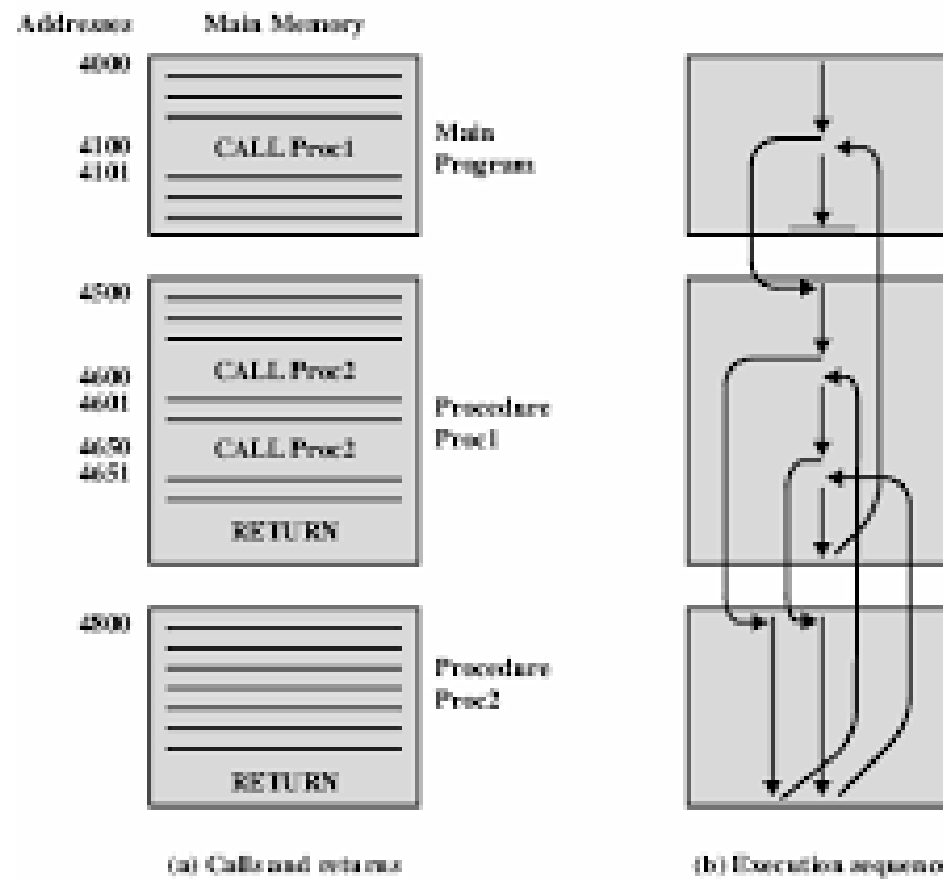 Addresses Main Memory
4000
4100 CALL Proc1
4101
Main
Program
4500
CALL Proc2
4600
4601
CALL Proc2
4650
4651
RETURN
Procedure
Proc1
4800
Procedure
Proc2
RETURN
(a) Calls and returns
(b) Execution sequence